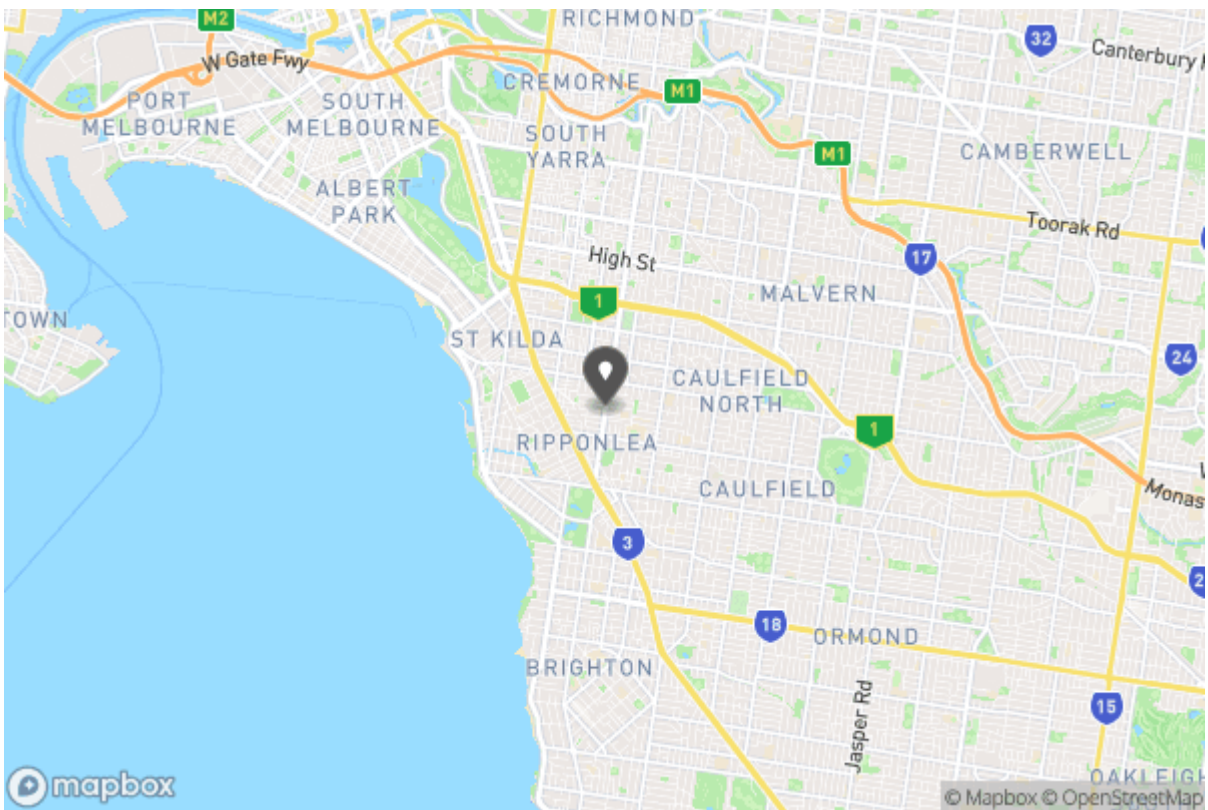 RICHMOND
M2
32
Canterbury
W Gate Fwy
CREMORNE
M1
PORT
MELBOURNE
SOUTH
MELBOURNE
SOUTH
YARRA
M1
CAMBERWELL
ALBERT
PARK
Toorak Rd
High St
17
MALVERN
1
TOWN
ST KILDA
24
CAULFIELD
NORTH
RIPPONLEA
1
CAULFIELD
Monas
3
2
18
ORMOND
BRIGHTON
Jasper Rd
15
OAKLEIGH
mapbox
© Mapbox © OpenStreetMap